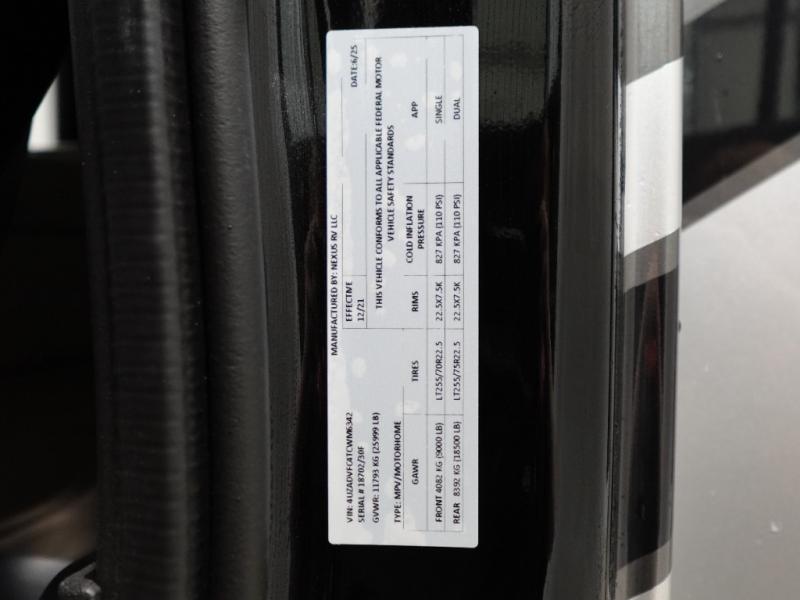 MANUFACTURED BY: NEXUS RV LLC
VIN: 4UZADVFC4TCWM6342
EFFECTIVE
DATE:6/25
SERIAL # 18702/30F
12/21
GVWR: 11793 KG (25999 LB)
THIS VEHICLE CONFORMS TO ALL APPLICABLE FEDERAL MOTOR
VEHICLE SAFETY STANDARDS
TYPE: MPV/MOTORHOME
GAWR TIRES RIMS COLD INFLATION PRESSURE APP
FRONT 4082 KG (9000 LB) LT255/70R22.5 22.5X7.5K 827 KPA (110 PSI) SINGLE
REAR 8392 KG (18500 LB) LT255/75R22.5 22.5X7.5K 827 KPA (110 PSI) DUAL